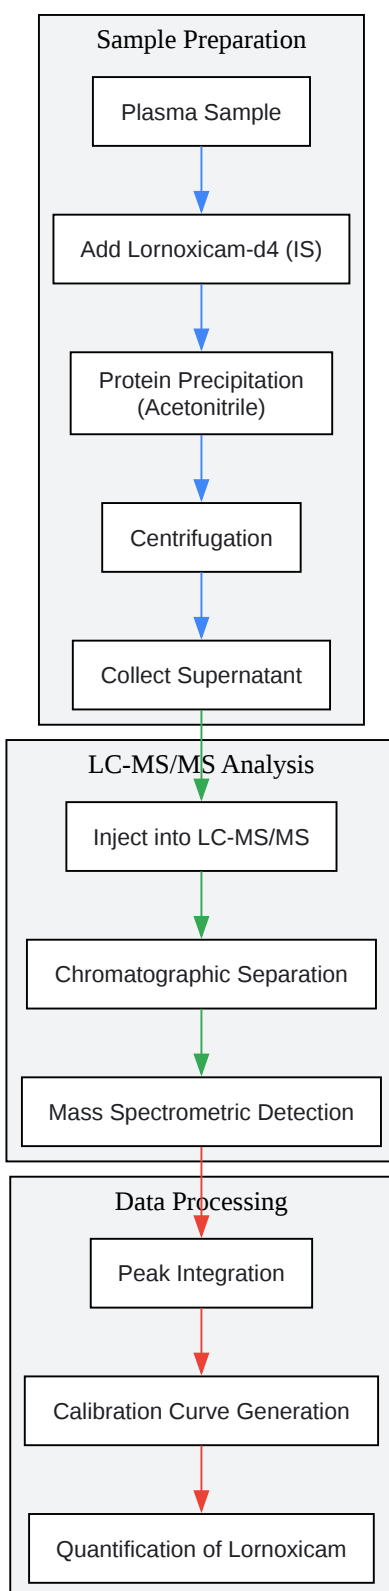 Sample Preparation
Plasma Sample
Add Lornoxicam-d4 (IS)
Protein Precipitation
(Acetonitrile)
Centrifugation
Collect Supernatant
LC-MS/MS Analysis
Inject into LC-MS/MS
Chromatographic Separation
Mass Spectrometric Detection
Data Processing
Peak Integration
Calibration Curve Generation
Quantification of Lornoxicam